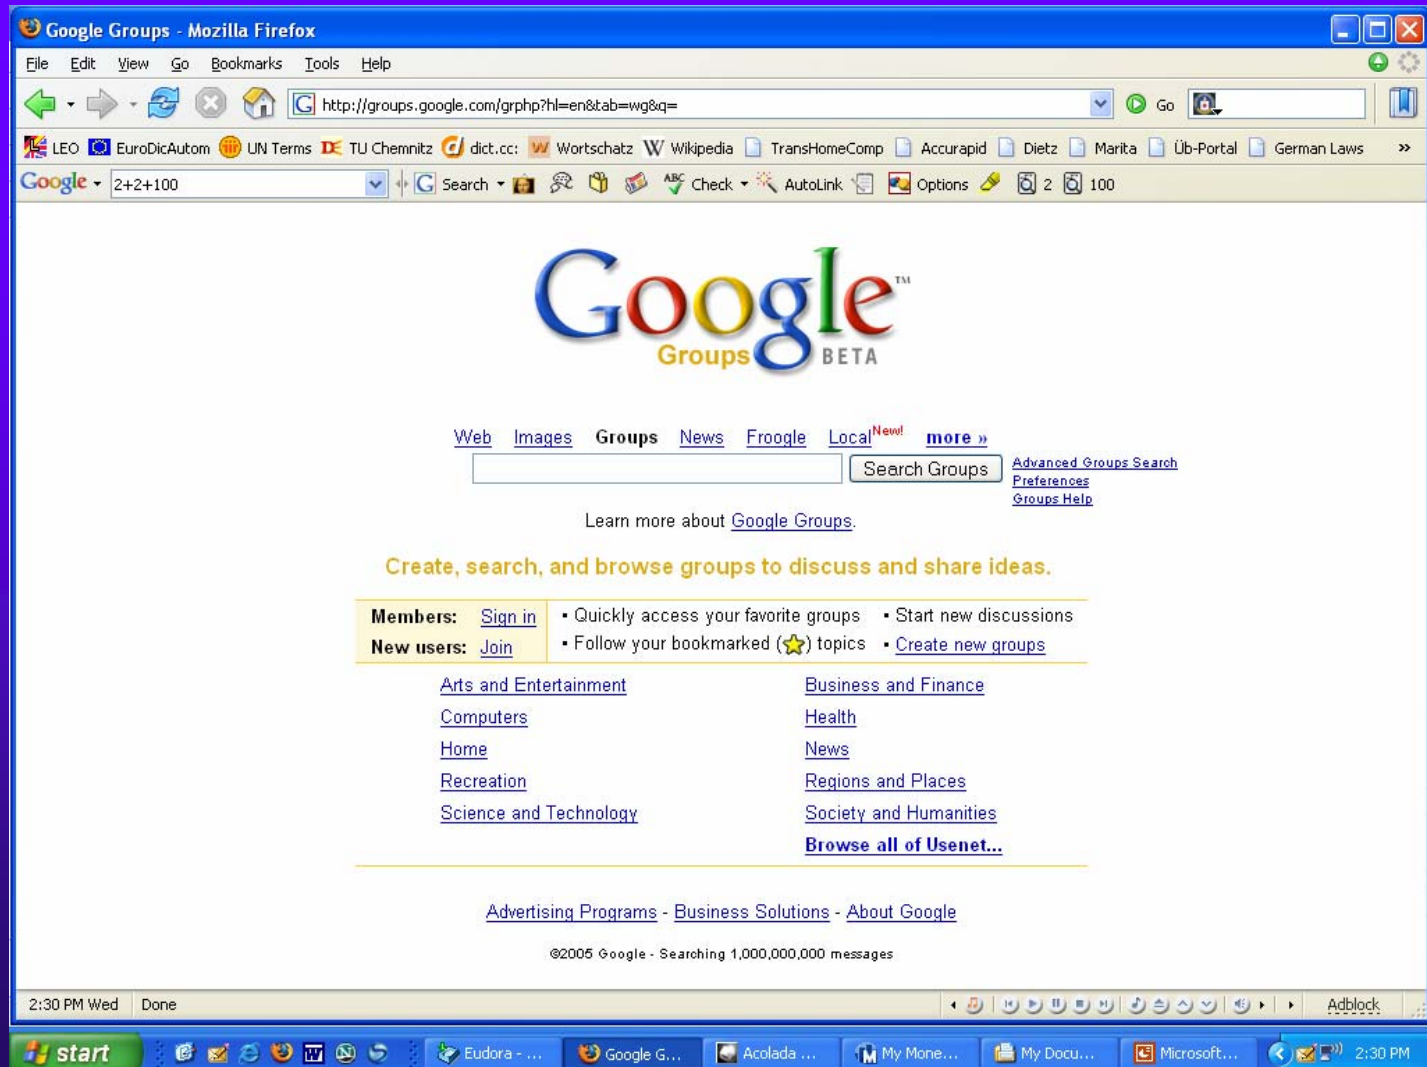 Google Groups - Mozilla Firefox
File Edit View Go Bookmarks Tools Help
http://groups.google.com/grphp?hl=en&tab=wg&q= Go
LEO EuroDicAutom UN Terms TU Chemnitz dict.cc: Wortschatz Wikipedia TransHomeComp Accurapid Dietz Marita Üb-Portal German Laws »
Google 2+2+100 Search Check AutoLink Options 2 100
Google™
Groups BETA
Web Images Groups News Froogle Local New! more »
Search Groups
Advanced Groups Search
Preferences
Groups Help
Learn more about Google Groups.
Create, search, and browse groups to discuss and share ideas.
Members: Sign in ▪ Quickly access your favorite groups ▪ Start new discussions
New users: Join ▪ Follow your bookmarked ( ) topics ▪ Create new groups
Arts and Entertainment Business and Finance
Computers Health
Home News
Recreation Regions and Places
Science and Technology Society and Humanities
Browse all of Usenet...
Advertising Programs - Business Solutions - About Google
©2005 Google - Searching 1,000,000,000 messages
2:30 PM Wed Done Adblock
start Eudora - ... Google G... Acolada ... My Mone... My Docu... Microsoft... 2:30 PM